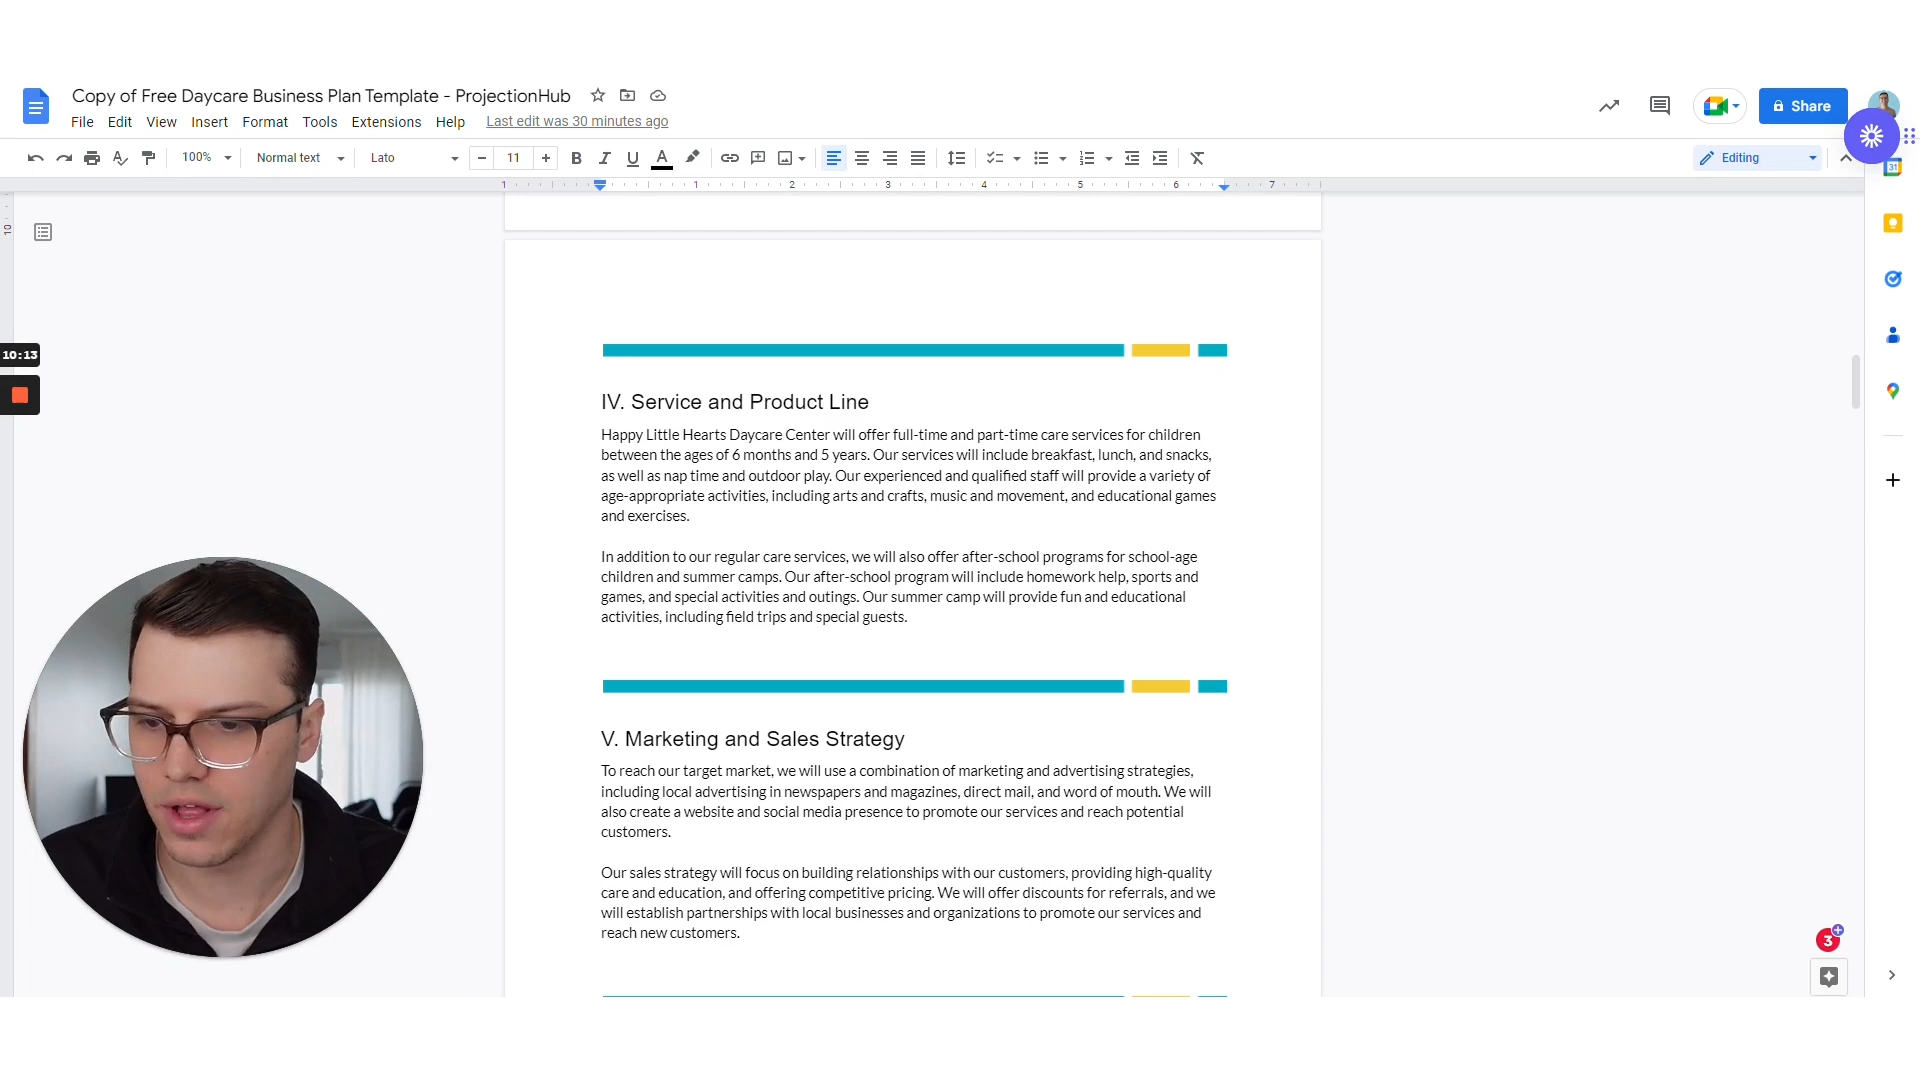 Copy of Free Daycare Business Plan Template - ProjectionHub
File Edit View Insert Format Tools Extensions Help Last edit was 30 minutes ago
Share
100% Normal text Lato 11 Editing
31
1 1 2 3 4 5 6 7
10
10:13
IV. Service and Product Line
Happy Little Hearts Daycare Center will offer full-time and part-time care services for children
between the ages of 6 months and 5 years. Our services will include breakfast, lunch, and snacks,
as well as nap time and outdoor play. Our experienced and qualified staff will provide a variety of
age-appropriate activities, including arts and crafts, music and movement, and educational games
and exercises.
In addition to our regular care services, we will also offer after-school programs for school-age
children and summer camps. Our after-school program will include homework help, sports and
games, and special activities and outings. Our summer camp will provide fun and educational
activities, including field trips and special guests.
V. Marketing and Sales Strategy
To reach our target market, we will use a combination of marketing and advertising strategies,
including local advertising in newspapers and magazines, direct mail, and word of mouth. We will
also create a website and social media presence to promote our services and reach potential
customers.
Our sales strategy will focus on building relationships with our customers, providing high-quality
care and education, and offering competitive pricing. We will offer discounts for referrals, and we
will establish partnerships with local businesses and organizations to promote our services and
reach new customers.
3